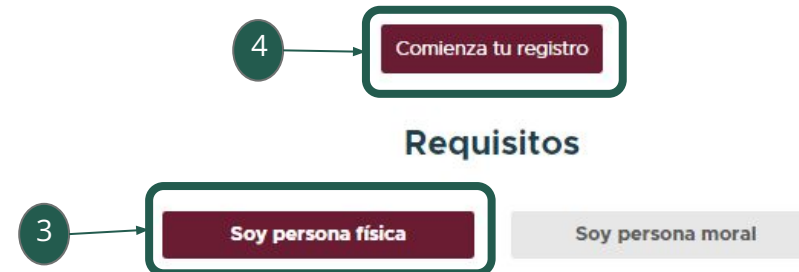 4 Comienza tu registro
Requisitos
3 Soy persona física Soy persona moral